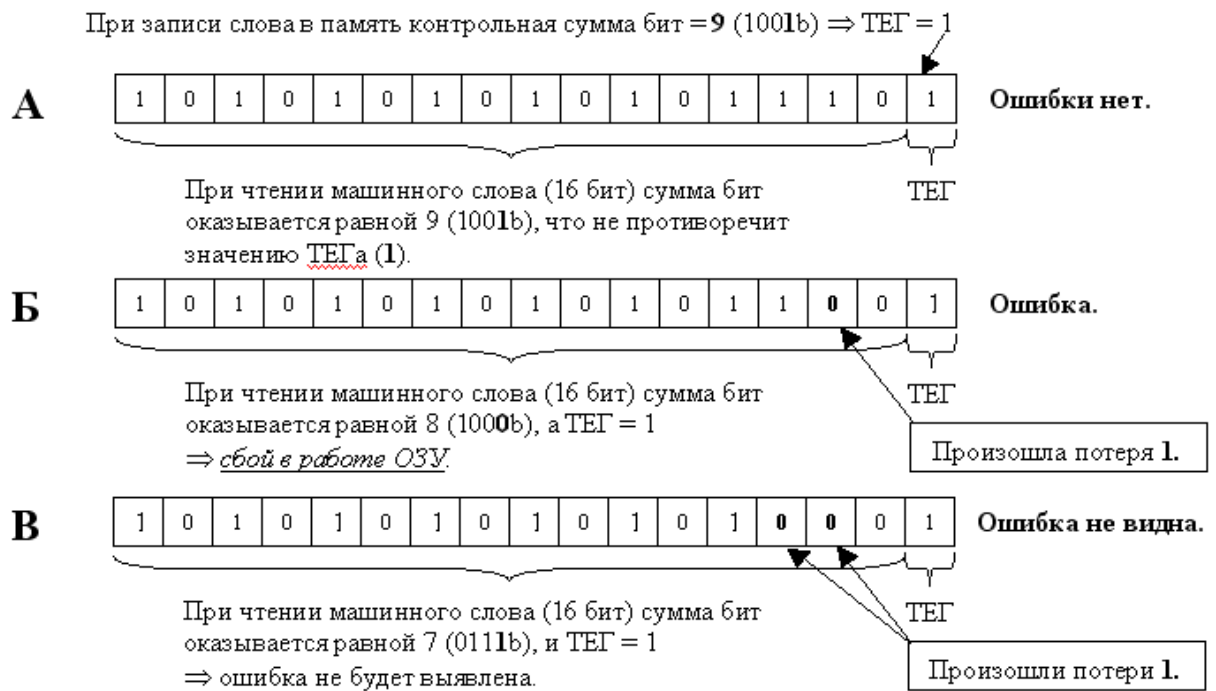 При записи слова в память контрольная сумма бит = 9 (1001b) ⇒ ТЕГ = 1
А
1 0 1 0 1 0 1 0 1 0 1 0 1 1 1 0 1
Ошибки нет.
ТЕГ
При чтении машинного слова (16 бит) сумма бит
оказывается равной 9 (1001b), что не противоречит
значению ТЕГа (1).
Б
1 0 1 0 1 0 1 0 1 0 1 0 1 1 0 0 1
Ошибка.
ТЕГ
При чтении машинного слова (16 бит) сумма бит
оказывается равной 8 (1000b), а ТЕГ = 1
⇒ сбой в работе ОЗУ.
Произошла потеря 1.
В
1 0 1 0 1 0 1 0 1 0 1 0 1 0 0 0 1
Ошибка не видна.
ТЕГ
При чтении машинного слова (16 бит) сумма бит
оказывается равной 7 (0111b), и ТЕГ = 1
⇒ ошибка не будет выявлена.
Произошли потери 1.